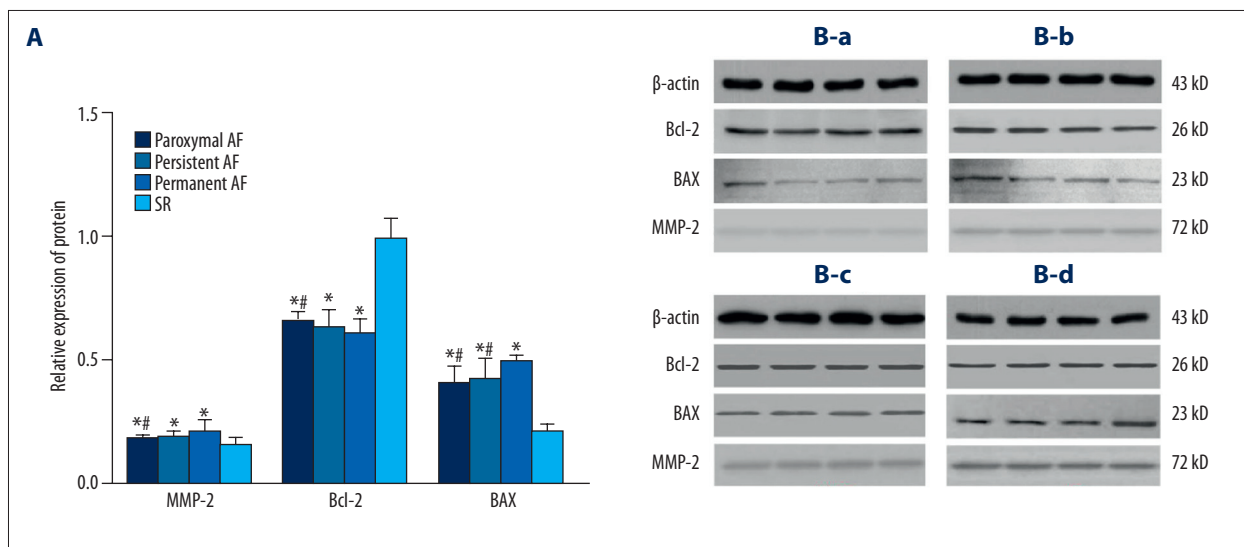 A
1.5
1.0
0.5
0.0
Relative expression of protein
Paroxymal AF
Persistent AF
Permanent AF
SR
*# * *
*# * *
*# *# *
MMP-2 Bcl-2 BAX
B-a B-b
β-actin 43 kD
Bcl-2 26 kD
BAX 23 kD
MMP-2 72 kD
B-c B-d
β-actin 43 kD
Bcl-2 26 kD
BAX 23 kD
MMP-2 72 kD